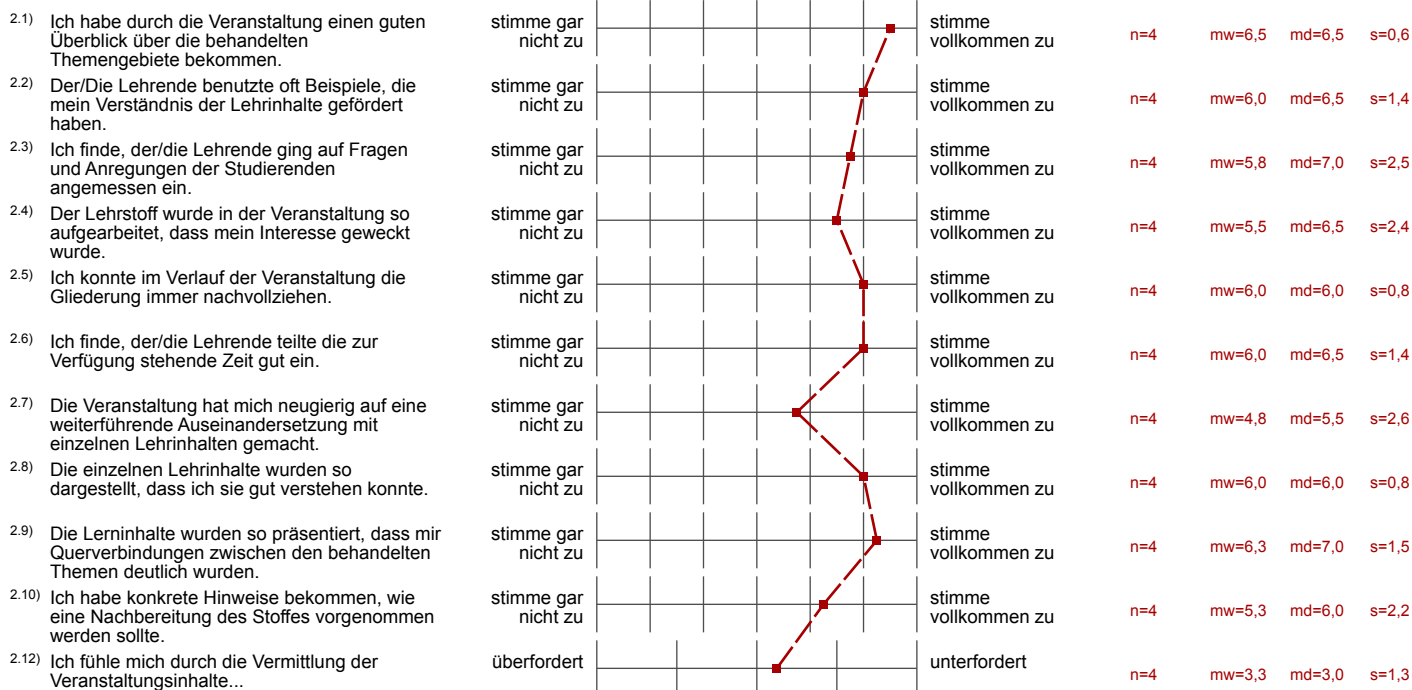 2.1) Ich habe durch die Veranstaltung einen guten
Überblick über die behandelten
Themengebiete bekommen.
stimme gar
nicht zu
stimme
vollkommen zu
n=4 mw=6,5 md=6,5 s=0,6
2.2) Der/Die Lehrende benutzte oft Beispiele, die
mein Verständnis der Lehrinhalte gefördert
haben.
stimme gar
nicht zu
stimme
vollkommen zu
n=4 mw=6,0 md=6,5 s=1,4
2.3) Ich finde, der/die Lehrende ging auf Fragen
und Anregungen der Studierenden
angemessen ein.
stimme gar
nicht zu
stimme
vollkommen zu
n=4 mw=5,8 md=7,0 s=2,5
2.4) Der Lehrstoff wurde in der Veranstaltung so
aufgearbeitet, dass mein Interesse geweckt
wurde.
stimme gar
nicht zu
stimme
vollkommen zu
n=4 mw=5,5 md=6,5 s=2,4
2.5) Ich konnte im Verlauf der Veranstaltung die
Gliederung immer nachvollziehen.
stimme gar
nicht zu
stimme
vollkommen zu
n=4 mw=6,0 md=6,0 s=0,8
2.6) Ich finde, der/die Lehrende teilte die zur
Verfügung stehende Zeit gut ein.
stimme gar
nicht zu
stimme
vollkommen zu
n=4 mw=6,0 md=6,5 s=1,4
2.7) Die Veranstaltung hat mich neugierig auf eine
weiterführende Auseinandersetzung mit
einzelnen Lehrinhalten gemacht.
stimme gar
nicht zu
stimme
vollkommen zu
n=4 mw=4,8 md=5,5 s=2,6
2.8) Die einzelnen Lehrinhalte wurden so
dargestellt, dass ich sie gut verstehen konnte.
stimme gar
nicht zu
stimme
vollkommen zu
n=4 mw=6,0 md=6,0 s=0,8
2.9) Die Lerninhalte wurden so präsentiert, dass mir
Querverbindungen zwischen den behandelten
Themen deutlich wurden.
stimme gar
nicht zu
stimme
vollkommen zu
n=4 mw=6,3 md=7,0 s=1,5
2.10) Ich habe konkrete Hinweise bekommen, wie
eine Nachbereitung des Stoffes vorgenommen
werden sollte.
stimme gar
nicht zu
stimme
vollkommen zu
n=4 mw=5,3 md=6,0 s=2,2
2.12) Ich fühle mich durch die Vermittlung der
Veranstaltungsinhalte...
überfordert
unterfordert
n=4 mw=3,3 md=3,0 s=1,3